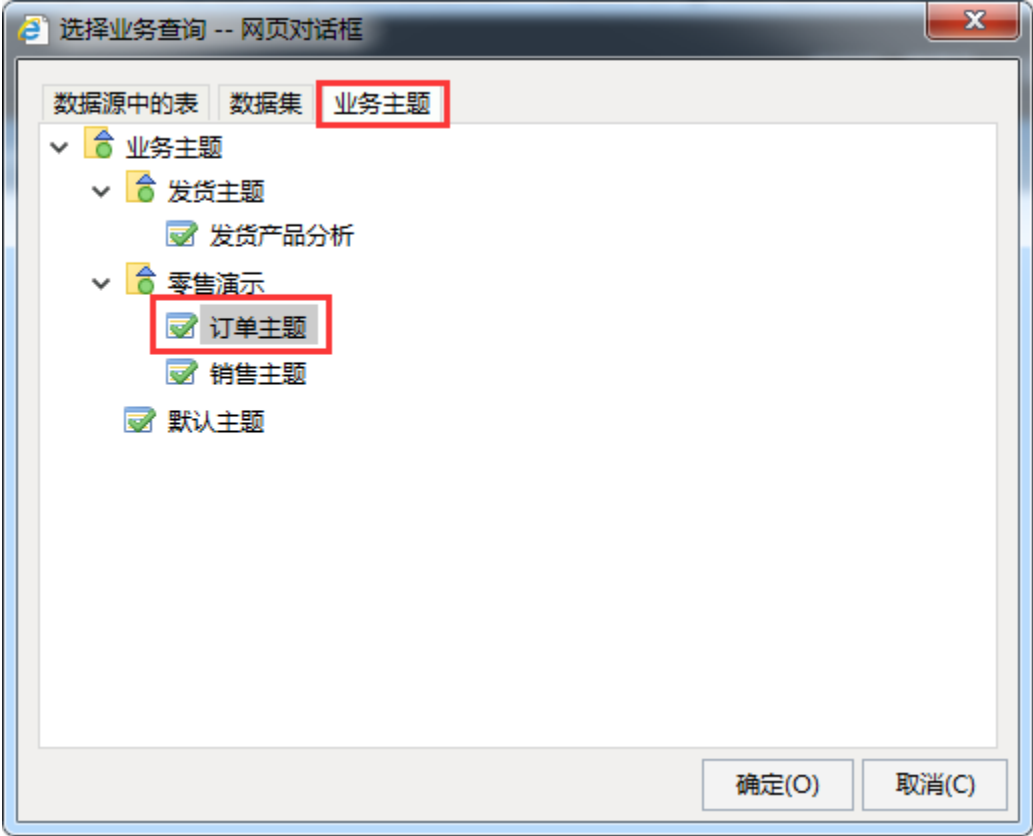 选择业务查询 -- 网页对话框
数据源中的表 数据集 业务主题
业务主题
发货主题
发货产品分析
零售演示
订单主题
销售主题
默认主题
确定(O) 取消(C)